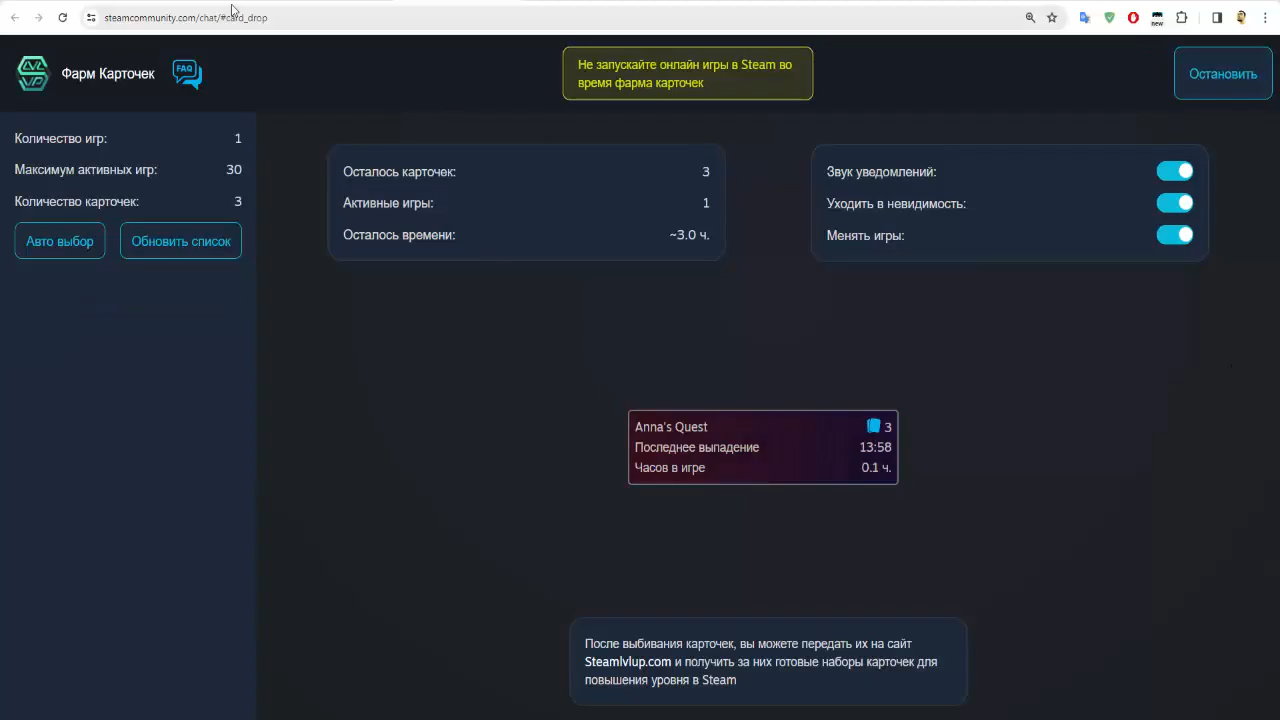 steamcommunity.com/chat/#card_drop
new
LVL
UP
Фарм Карточек
FAQ
Не запускайте онлайн игры в Steam во
время фарма карточек
Остановить
Количество игр: 1
Максимум активных игр: 30
Количество карточек: 3
Авто выбор
Обновить список
Осталось карточек: 3
Активные игры: 1
Осталось времени: ~3.0 ч.
Звук уведомлений:
Уходить в невидимость:
Менять игры:
Anna's Quest 3
Последнее выпадение 13:58
Часов в игре 0.1 ч.
После выбивания карточек, вы можете передать их на сайт
Steamlvlup.com и получить за них готовые наборы карточек для
повышения уровня в Steam